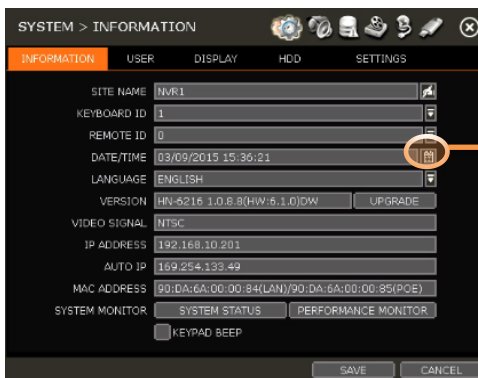 SYSTEM > INFORMATION
INFORMATION USER DISPLAY HDD SETTINGS
SITE NAME NVR1
KEYBOARD ID 1
REMOTE ID 0
DATE/TIME 03/09/2015 15:36:21
LANGUAGE ENGLISH
VERSION HN-6216 1.0.8.8(HW:6.1.0)DW UPGRADE
VIDEO SIGNAL NTSC
IP ADDRESS 192.168.10.201
AUTO IP 169.254.133.49
MAC ADDRESS 90:DA:6A:00:00:84(LAN)/90:DA:6A:00:00:85(POE)
SYSTEM MONITOR SYSTEM STATUS PERFORMANCE MONITOR
KEYPAD BEEP
SAVE CANCEL